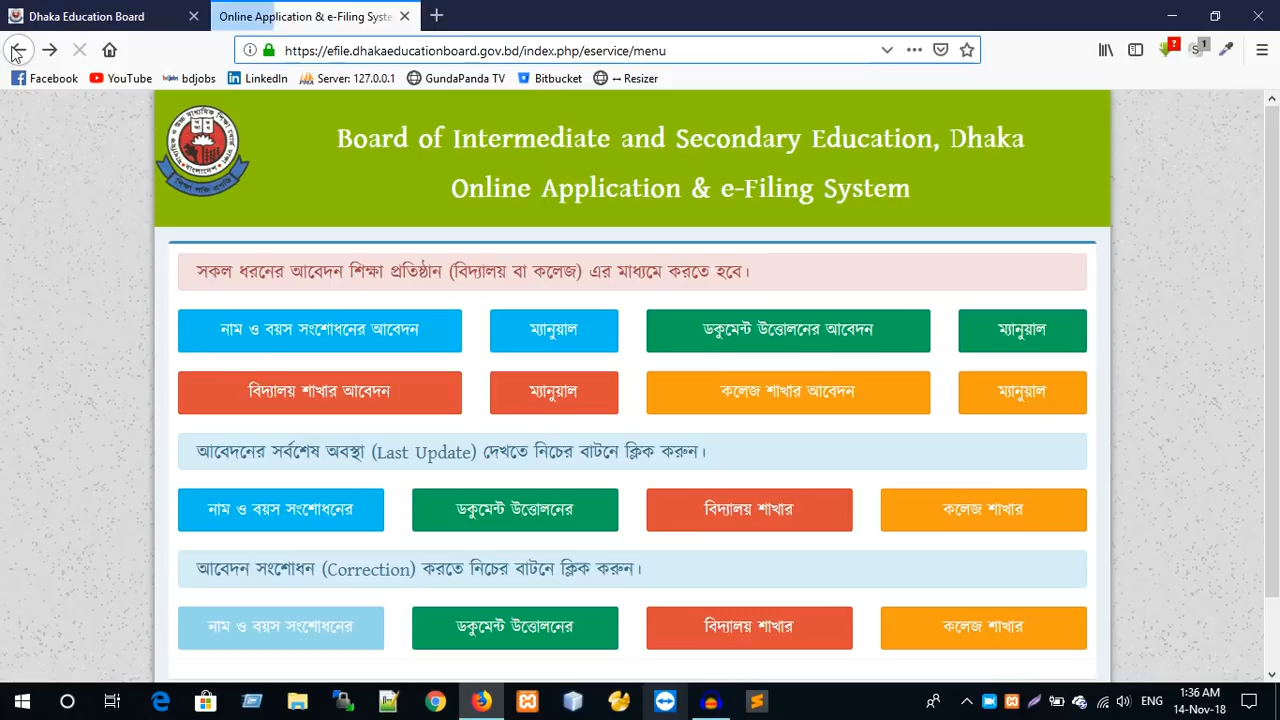 Dhaka Education Board
Online Application & e-Filing Syste
https://efile.dhakaeducationboard.gov.bd/index.php/eservice/menu
Facebook YouTube bdjobs LinkedIn Server: 127.0.0.1 GundaPanda TV Bitbucket ↔ Resizer
Board of Intermediate and Secondary Education, Dhaka
Online Application & e-Filing System
সকল ধরনের আবেদন শিক্ষা প্রতিষ্ঠান (বিদ্যালয় বা কলেজ) এর মাধ্যমে করতে হবে।
নাম ও বয়স সংশোধনের আবেদন ম্যানুয়াল ডকুমেন্ট উত্তোলনের আবেদন ম্যানুয়াল
বিদ্যালয় শাখার আবেদন ম্যানুয়াল কলেজ শাখার আবেদন ম্যানুয়াল
আবেদনের সর্বশেষ অবস্থা (Last Update) দেখতে নিচের বাটনে ক্লিক করুন।
নাম ও বয়স সংশোধনের ডকুমেন্ট উত্তোলনের বিদ্যালয় শাখার কলেজ শাখার
আবেদন সংশোধন (Correction) করতে নিচের বাটনে ক্লিক করুন।
নাম ও বয়স সংশোধনের ডকুমেন্ট উত্তোলনের বিদ্যালয় শাখার কলেজ শাখার
ENG
1:36 AM
14-Nov-18